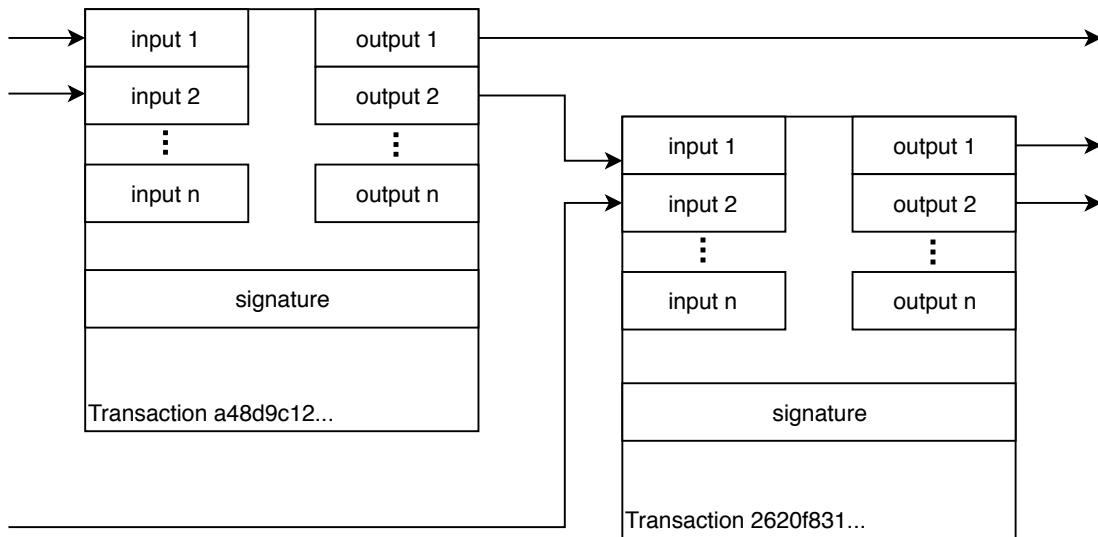 input 1
output 1
input 2
output 2
input n
output n
signature
Transaction a48d9c12...
input 1
output 1
input 2
output 2
input n
output n
signature
Transaction 2620f831...